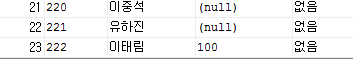 21 220 이중석 (null) 없음
22 221 유하진 (null) 없음
23 222 이태림 100 없음